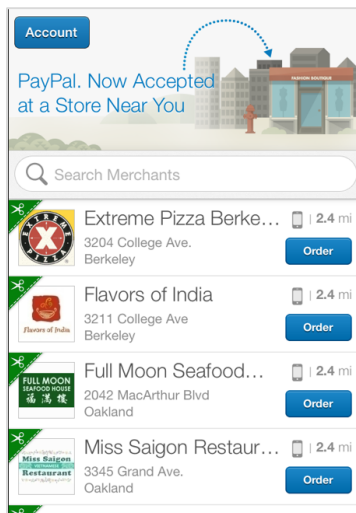 Account
PayPal. Now Accepted
at a Store Near You
FASHION BOUTIQUE
Search Merchants
EXTREME
X
PIZZA
Extreme Pizza Berke...
| 2.4 mi
3204 College Ave.
Berkeley
Order
Flavors of India
Flavors of India
| 2.4 mi
3211 College Ave
Berkeley
Order
FULL MOON
SEAFOOD HOUSE
福滿樓
Full Moon Seafood...
| 2.4 mi
2042 MacArthur Blvd
Oakland
Order
Miss Saigon
VIETNAMESE
Restaurant
Miss Saigon Restaur...
| 2.4 mi
3345 Grand Ave.
Oakland
Order